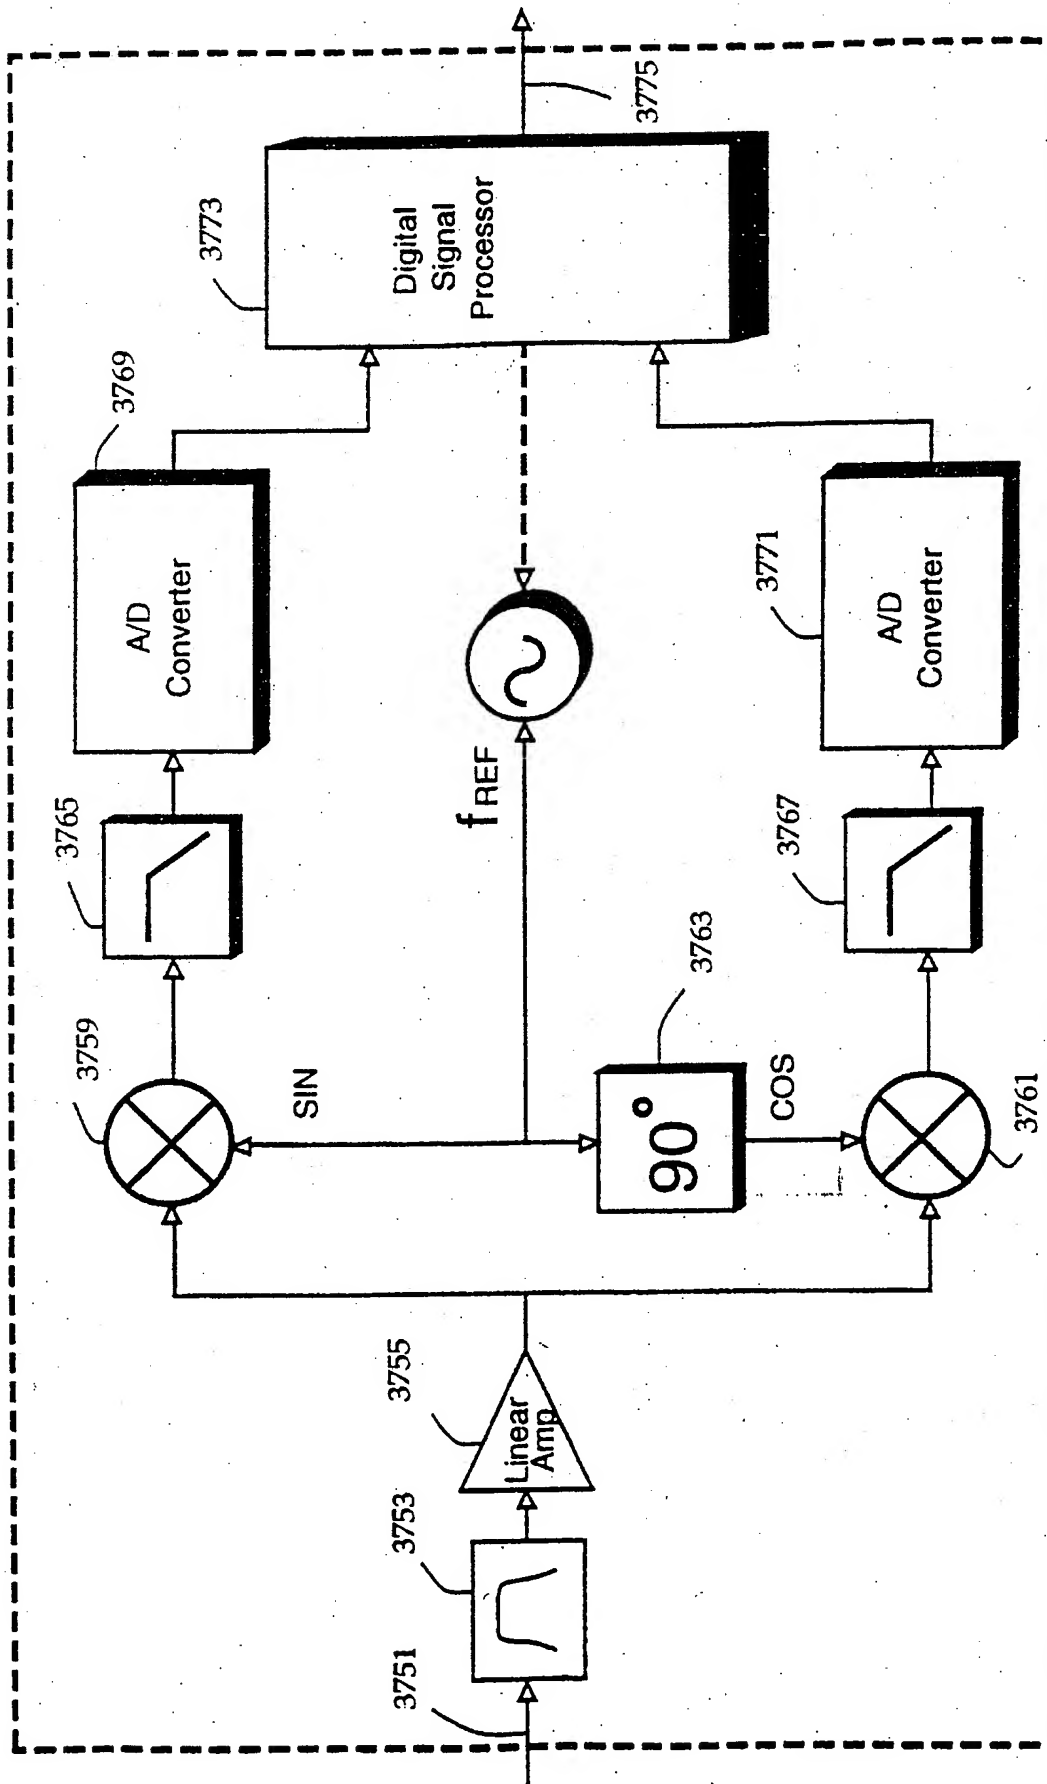 3751
3753
3755
Linear
Amp
3759
SIN
3765
3769
A/D
Converter
fREF
3763
90°
COS
3761
3767
3771
A/D
Converter
3773
Digital
Signal
Processor
3775